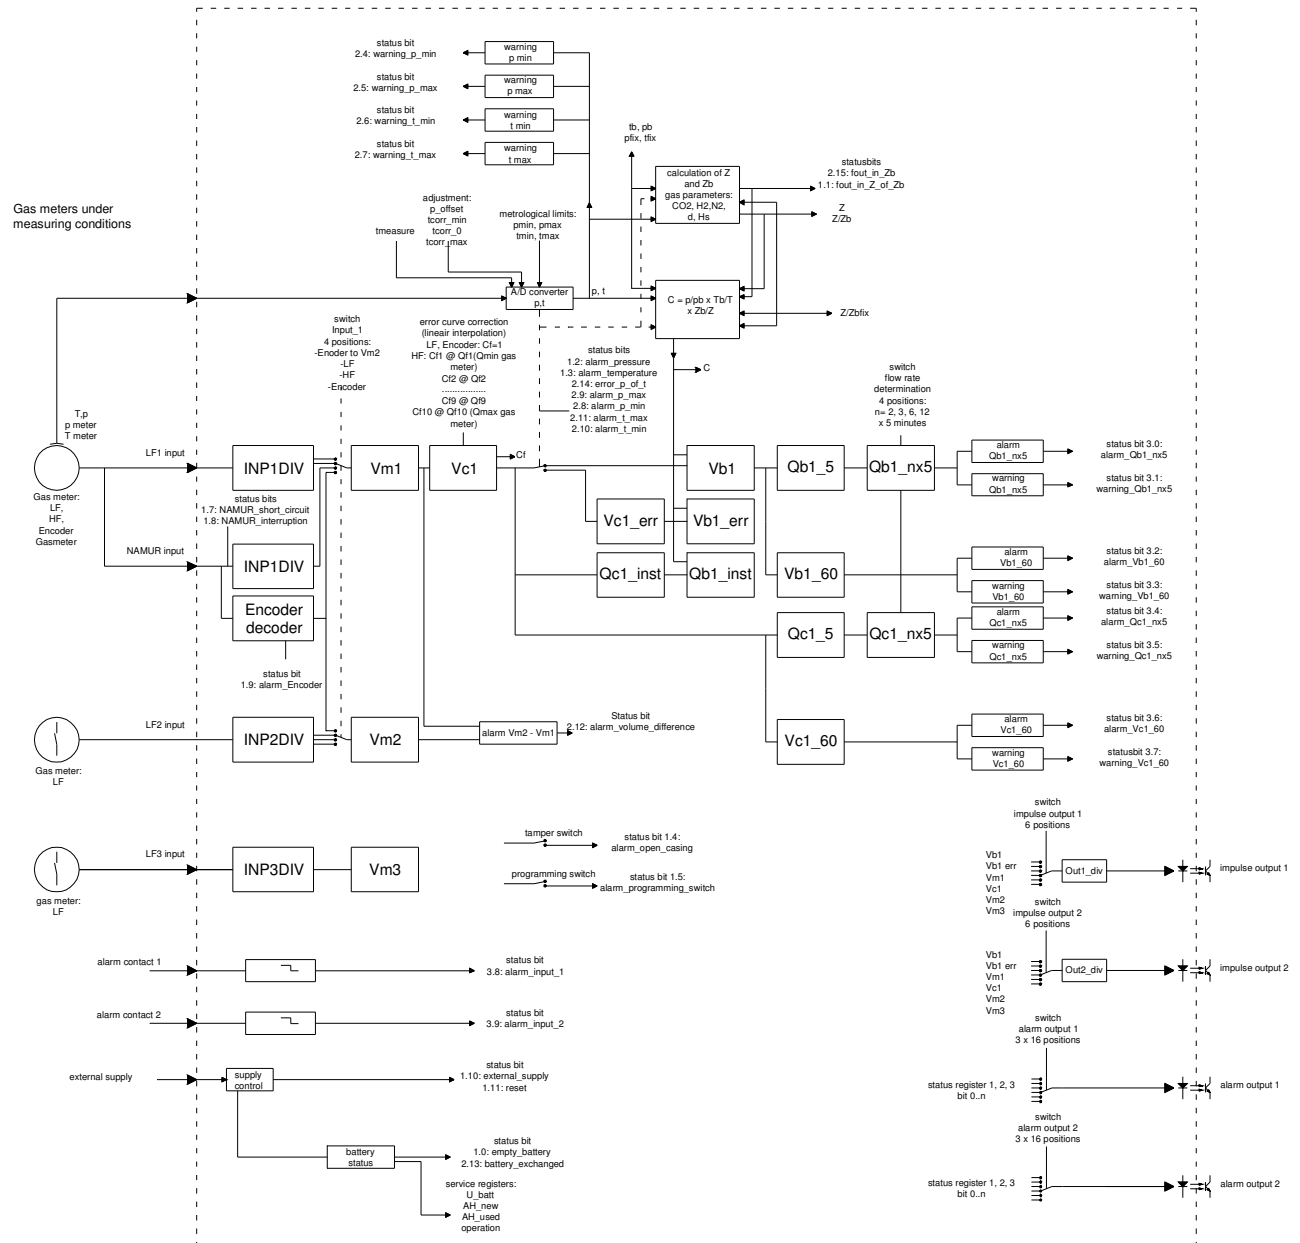 status bit
2.4: warning_p_min
warning
p min
status bit
2.5: warning_p_max
warning
p max
status bit
2.6: warning_t_min
warning
t min
status bit
2.7: warning_t_max
warning
t max
tb, pb
pfix, tfix
calculation of Z
and Zb
gas parameters:
CO2, H2,N2,
d, Hs
statusbits
2.15: fout_in_Zb
1.1: fout_in_Z_of_Zb
Z
Z/Zb
Gas meters under
measuring conditions
adjustment:
p_offset
tcorr_min
tcorr_0
tcorr_max
tmeasure
metrological limits:
pmin, pmax
tmin, tmax
A/D converter
p,t
p, t
C = p/pb x Tb/T
x Zb/Z
Z/Zbfix
C
switch
Input_1
4 positions:
-Enoder to Vm2
-LF
-HF
-Encoder
error curve correction
(lineair interpolation)
LF, Encoder: Cf=1
HF: Cf1 @ Qf1(Qmin gas
meter)
Cf2 @ Qf2
.................
Cf9 @ Qf9
Cf10 @ Qf10 (Qmax gas
meter)
status bits
1.2: alarm_pressure
1.3: alarm_temperature
2.14: error_p_of_t
2.9: alarm_p_max
2.8: alarm_p_min
2.11: alarm_t_max
2.10: alarm_t_min
switch
flow rate
determination
4 positions:
n= 2, 3, 6, 12
x 5 minutes
T,p
p meter
T meter
LF1 input
INP1DIV
Vm1
Vc1
Cf
Vb1
Qb1_5
Qb1_nx5
alarm
Qb1_nx5
status bit 3.0:
alarm_Qb1_nx5
warning
Qb1_nx5
status bit 3.1:
warning_Qb1_nx5
Gas meter:
LF,
HF,
Encoder
Gasmeter
status bits
1.7: NAMUR_short_circuit
1.8: NAMUR_interruption
Vc1_err
Vb1_err
NAMUR input
INP1DIV
Qc1_inst
Qb1_inst
Vb1_60
alarm
Vb1_60
status bit 3.2:
alarm_Vb1_60
warning
Vb1_60
status bit 3.3:
warning_Vb1_60
Encoder
decoder
Qc1_5
Qc1_nx5
alarm
Qc1_nx5
status bit 3.4:
alarm_Qc1_nx5
warning
Qc1_nx5
status bit 3.5:
warning_Qc1_nx5
status bit
1.9: alarm_Encoder
LF2 input
INP2DIV
Vm2
alarm Vm2 - Vm1
Status bit
2.12: alarm_volume_difference
Vc1_60
alarm
Vc1_60
status bit 3.6:
alarm_Vc1_60
warning
Vc1_60
statusbit 3.7:
warning_Vc1_60
Gas meter:
LF
LF3 input
INP3DIV
Vm3
gas meter:
LF
tamper switch
status bit 1.4:
alarm_open_casing
programming switch
status bit 1.5:
alarm_programming_switch
switch
impulse output 1
6 positions
Vb1
Vb1 err
Vm1
Vc1
Vm2
Vm3
Out1_div
impulse output 1
switch
impulse output 2
6 positions
Vb1
Vb1 err
Vm1
Vc1
Vm2
Vm3
Out2_div
impulse output 2
alarm contact 1
status bit
3.8: alarm_input_1
alarm contact 2
status bit
3.9: alarm_input_2
switch
alarm output 1
3 x 16 positions
status register 1, 2, 3
bit 0..n
alarm output 1
external supply
supply
control
status bit
1.10: external_supply
1.11: reset
switch
alarm output 2
3 x 16 positions
status register 1, 2, 3
bit 0..n
alarm output 2
battery
status
status bit
1.0: empty_battery
2.13: battery_exchanged
service registers:
U_batt
AH_new
AH_used
operation